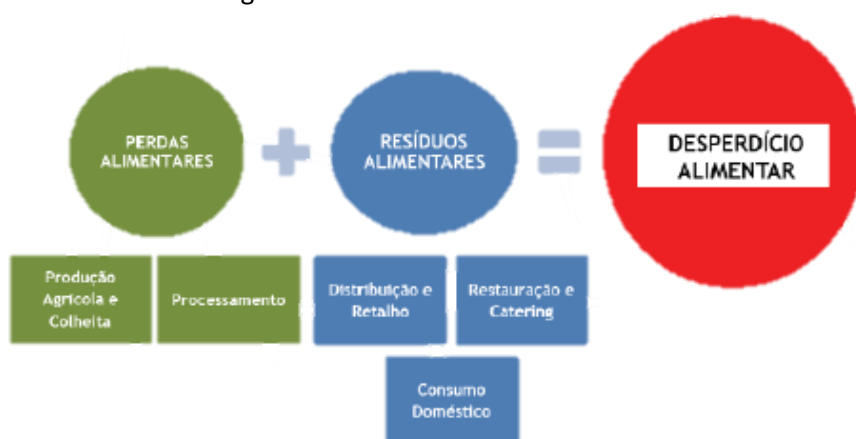 PERDAS
ALIMENTARES
RESÍDUOS
ALIMENTARES
DESPERDÍCIO
ALIMENTAR
Produção
Agrícola e
Colheita
Processamento
Distribuição e
Retalho
Restauração e
Catering
Consumo
Doméstico